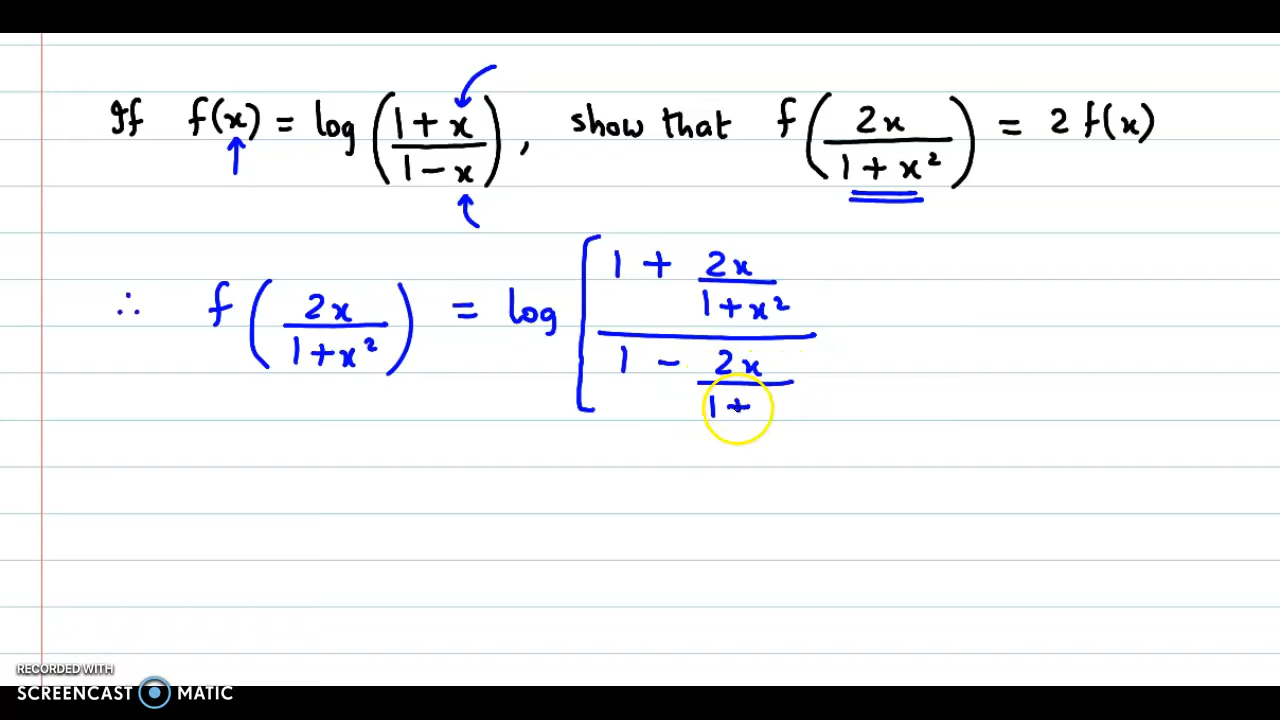 If f(x) = log ( (1 + x) / (1 - x) ), show that f ( 2x / (1 + x²) ) = 2 f(x)
∴ f ( 2x / (1+x²) ) = log [ (1 + 2x / (1+x²)) / (1 - 2x / (1+
RECORDED WITH
SCREENCAST MATIC